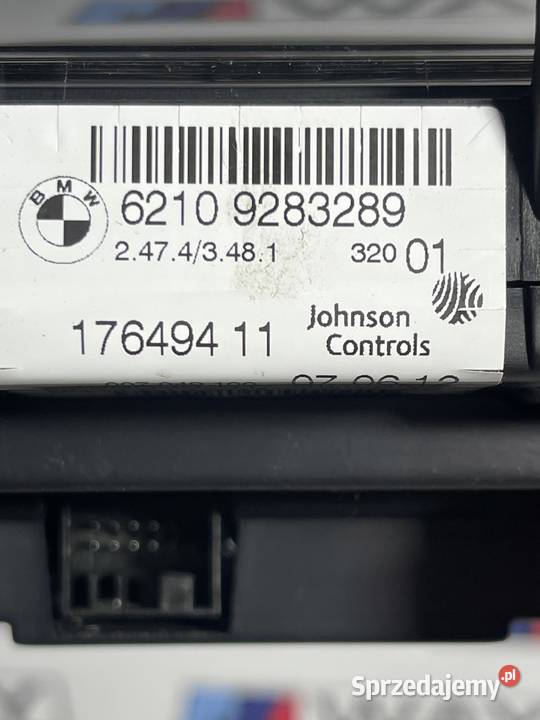 BMW
6210 9283289
2.47.4/3.48.1 320 01
176494 11 Johnson Controls
Sprzedajemy.pl